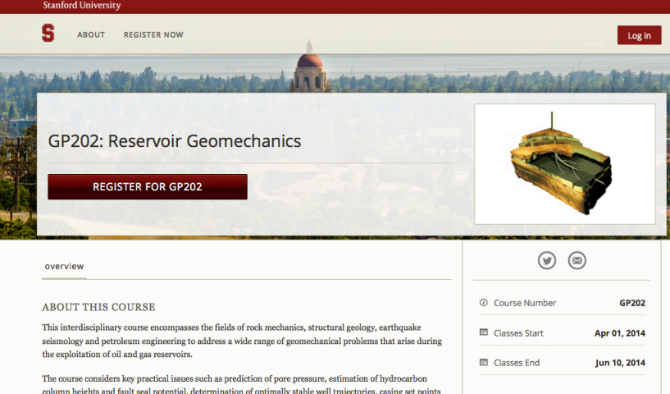 Stanford University
S
ABOUT
REGISTER NOW
Log in
GP202: Reservoir Geomechanics
REGISTER FOR GP202
overview
ABOUT THIS COURSE
This interdisciplinary course encompasses the fields of rock mechanics, structural geology, earthquake
seismology and petroleum engineering to address a wide range of geomechanical problems that arise during
the exploitation of oil and gas reservoirs.
The course considers key practical issues such as prediction of pore pressure, estimation of hydrocarbon
column heights and fault seal potential, determination of optimally stable well trajectories, casing set points
Course Number GP202
Classes Start Apr 01, 2014
Classes End Jun 10, 2014